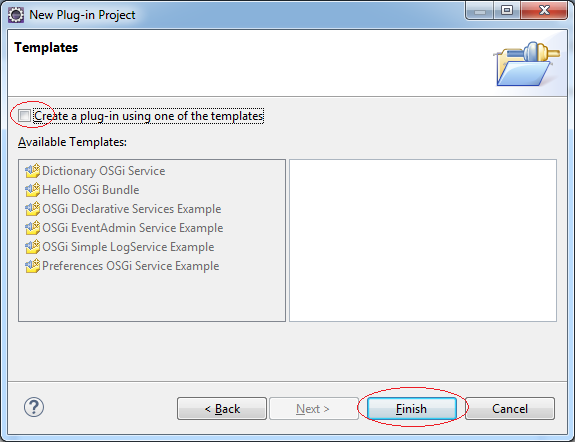 New Plug-in Project
Templates
Create a plug-in using one of the templates
Available Templates:
Dictionary OSGi Service
Hello OSGi Bundle
OSGi Declarative Services Example
OSGi EventAdmin Service Example
OSGi Simple LogService Example
Preferences OSGi Service Example
?
< Back
Next >
Finish
Cancel